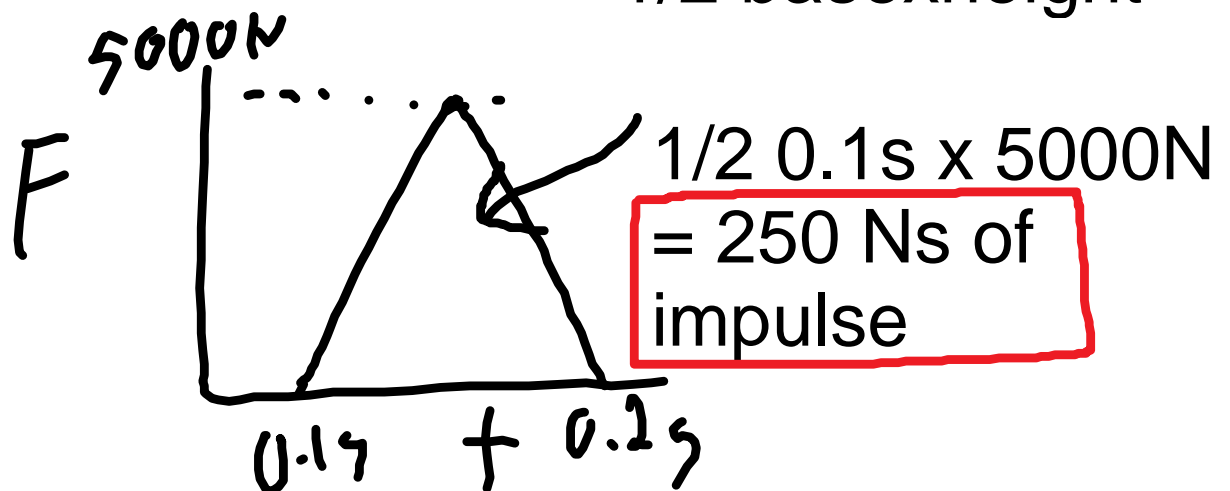 1/2 basexheight
5000N
F
1/2 0.1s x 5000N
= 250 Ns of
impulse
0.1s t 0.2s